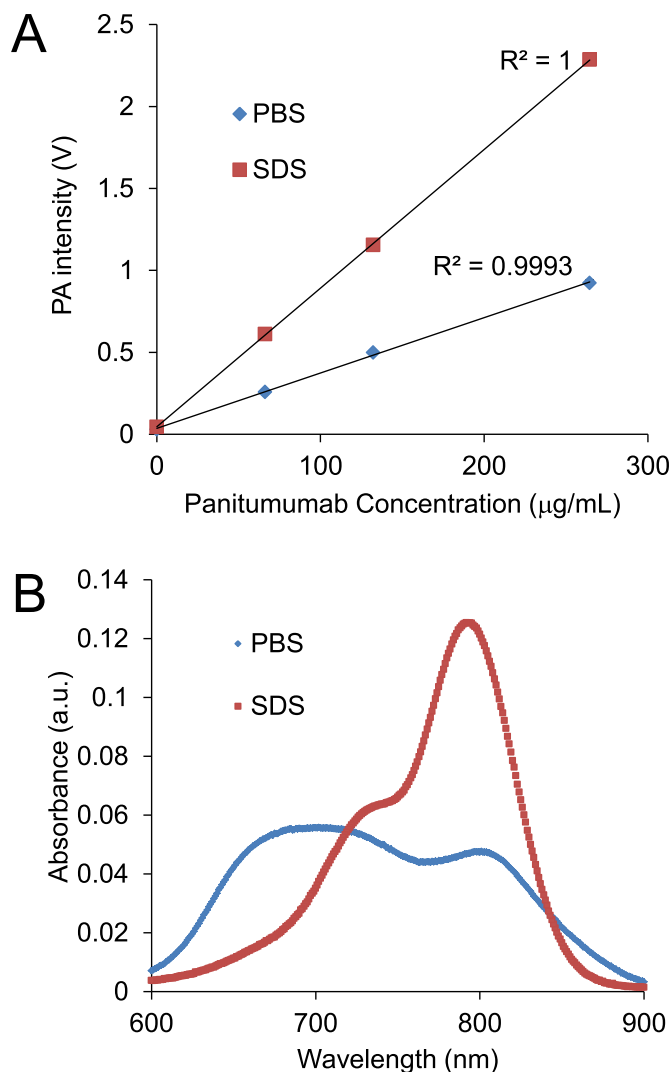 A
2.5
2
1.5
1
0.5
0
PA intensity (V)
PBS
SDS
R² = 1
R² = 0.9993
0 100 200 300
Panitumumab Concentration (μg/mL)
B
0.14
0.12
0.1
0.08
0.06
0.04
0.02
0
Absorbance (a.u.)
PBS
SDS
600 700 800 900
Wavelength (nm)